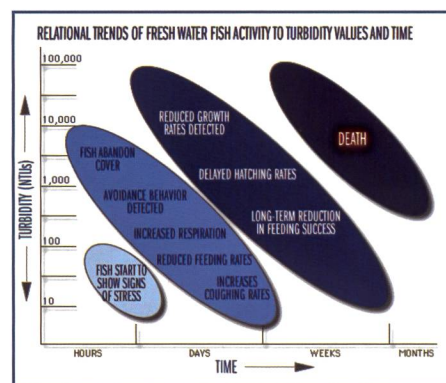 RELATIONAL TRENDS OF FRESH WATER FISH ACTIVITY TO TURBIDITY VALUES AND TIME
100,000
10,000
1,000
100
10
TURBIDITY (NTUs)
REDUCED GROWTH
RATES DETECTED
DEATH
FISH ABANDON
COVER
DELAYED HATCHING RATES
AVOIDANCE BEHAVIOR
DETECTED
LONG-TERM REDUCTION
IN FEEDING SUCCESS
INCREASED RESPIRATION
REDUCED FEEDING RATES
FISH START TO
SHOW SIGNS
OF STRESS
INCREASES
COUGHING RATES
HOURS
DAYS
WEEKS
MONTHS
TIME